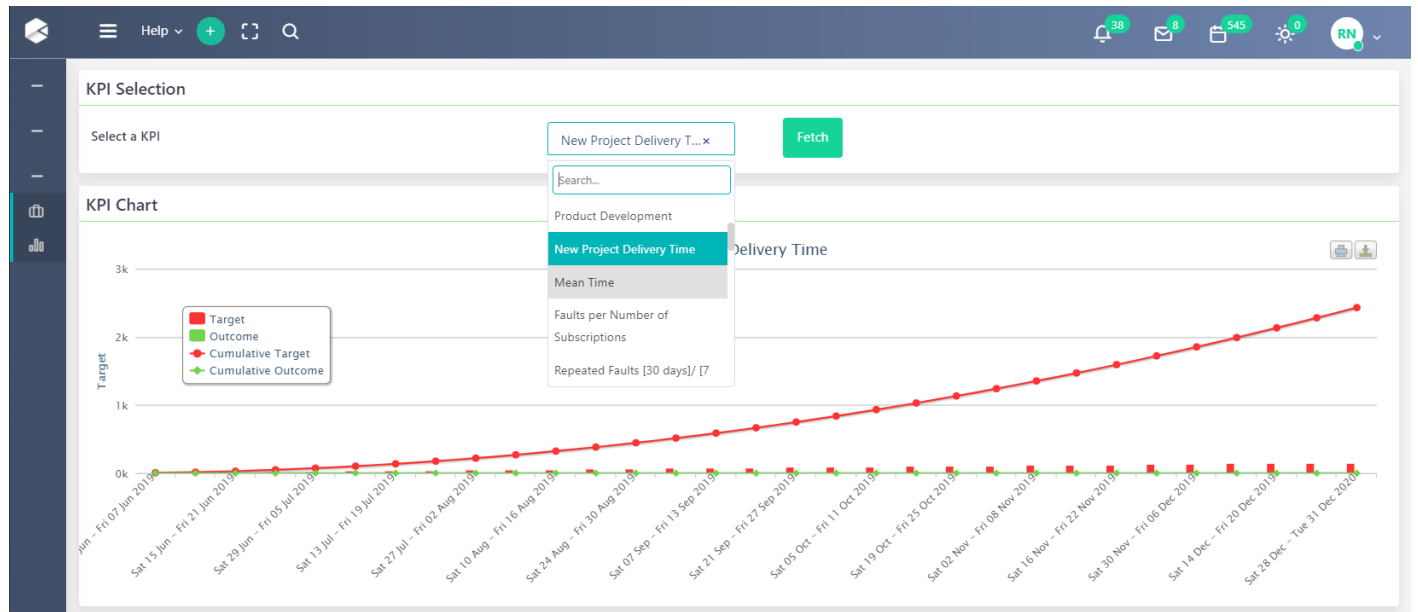 Help
38
8
545
0
RN
KPI Selection
Select a KPI
New Project Delivery T...×
Fetch
Search...
KPI Chart
Product Development
New Project Delivery Time
Delivery Time
Mean Time
Faults per Number of
Subscriptions
Repeated Faults [30 days]/ [7
Target
Outcome
Cumulative Target
Cumulative Outcome
Target
3k
2k
1k
0k
Fri 07 Jun 2019
Sat 15 Jun - Fri 21 Jun 2019
Sat 29 Jun - Fri 05 Jul 2019
Sat 13 Jul - Fri 19 Jul 2019
Sat 27 Jul - Fri 02 Aug 2019
Sat 10 Aug - Fri 16 Aug 2019
Sat 24 Aug - Fri 30 Aug 2019
Sat 07 Sep - Fri 13 Sep 2019
Sat 21 Sep - Fri 27 Sep 2019
Sat 05 Oct - Fri 11 Oct 2019
Sat 19 Oct - Fri 25 Oct 2019
Sat 02 Nov - Fri 08 Nov 2019
Sat 16 Nov - Fri 22 Nov 2019
Sat 30 Nov - Fri 06 Dec 2019
Sat 14 Dec - Fri 20 Dec 2019
Sat 28 Dec - Tue 31 Dec 2020